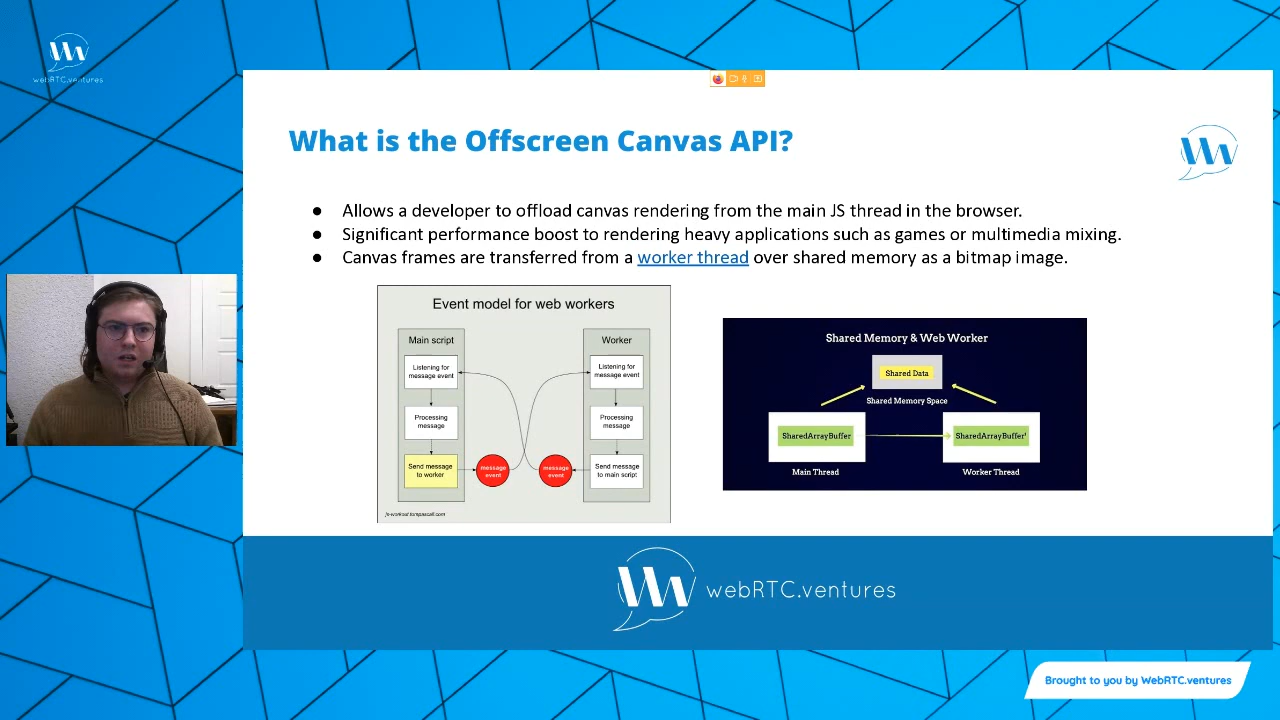 webRTC.ventures
What is the Offscreen Canvas API?
● Allows a developer to offload canvas rendering from the main JS thread in the browser.
● Significant performance boost to rendering heavy applications such as games or multimedia mixing.
● Canvas frames are transferred from a worker thread over shared memory as a bitmap image.
Event model for web workers
Main script
Listening for
message event
Processing
message
Send message
to worker
message
event
message
event
Worker
Listening for
message event
Processing
message
Send message
to main script
Shared Memory & Web Worker
Shared Data
Shared Memory Space
SharedArrayBuffer
SharedArrayBuffer'
Main Thread
Worker Thread
webRTC.ventures
Brought to you by WebRTC.ventures